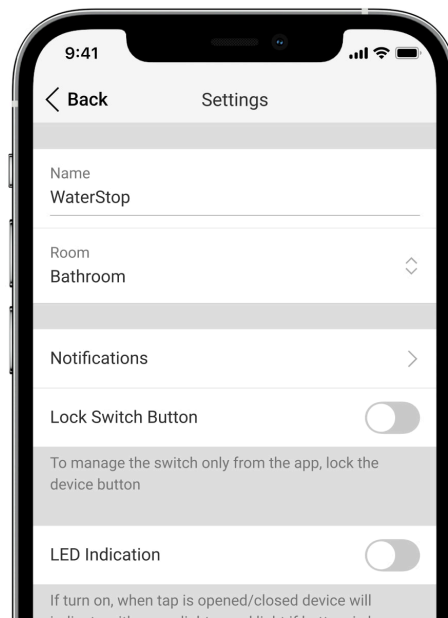 9:41
Back Settings
Name
WaterStop
Room
Bathroom
Notifications
Lock Switch Button
To manage the switch only from the app, lock the
device button
LED Indication
If turn on, when tap is opened/closed device will